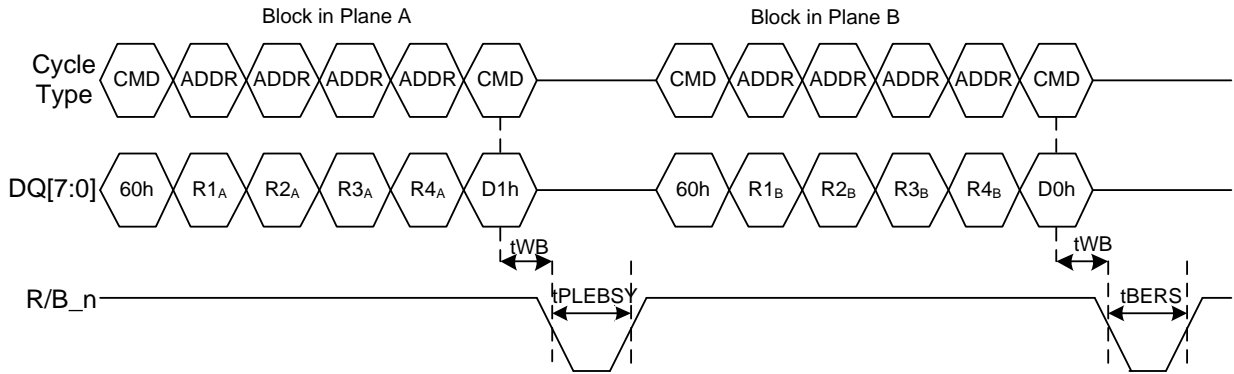 Block in Plane A Block in Plane B
Cycle Type CMD ADDR ADDR ADDR ADDR CMD CMD ADDR ADDR ADDR ADDR CMD
DQ[7:0] 60h R1A R2A R3A R4A D1h 60h R1B R2B R3B R4B D0h
tWB tWB
R/B_n tPLEBSY tBERS